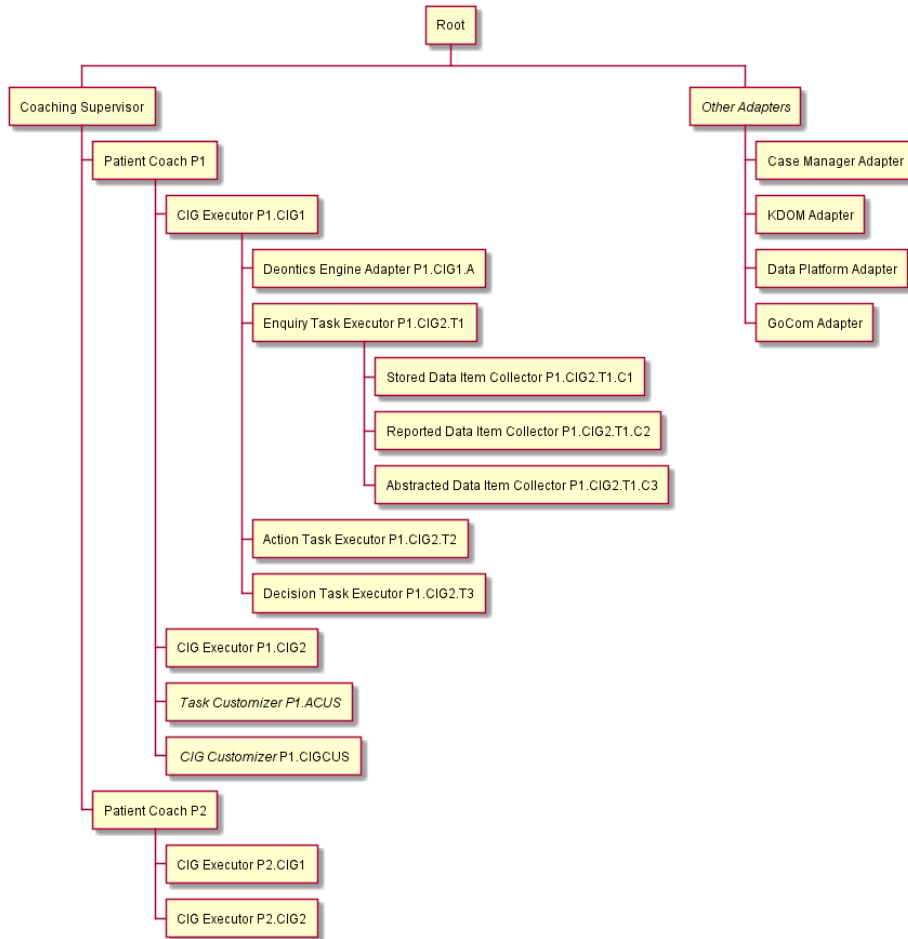 Root
Coaching Supervisor
Other Adapters
Patient Coach P1
Case Manager Adapter
CIG Executor P1.CIG1
KDOM Adapter
Deontics Engine Adapter P1.CIG1.A
Data Platform Adapter
Enquiry Task Executor P1.CIG2.T1
GoCom Adapter
Stored Data Item Collector P1.CIG2.T1.C1
Reported Data Item Collector P1.CIG2.T1.C2
Abstracted Data Item Collector P1.CIG2.T1.C3
Action Task Executor P1.CIG2.T2
Decision Task Executor P1.CIG2.T3
CIG Executor P1.CIG2
Task Customizer P1.ACUS
CIG Customizer P1.CIGCUS
Patient Coach P2
CIG Executor P2.CIG1
CIG Executor P2.CIG2